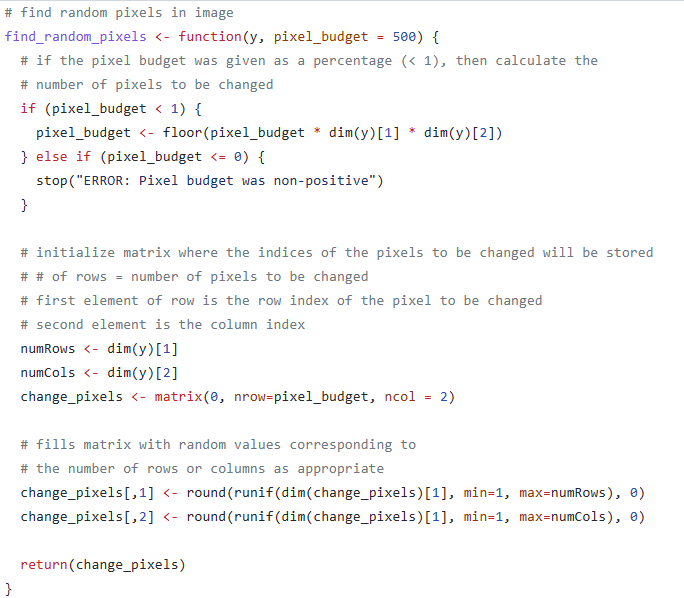 # find random pixels in image
find_random_pixels <- function(y, pixel_budget = 500) {
  # if the pixel budget was given as a percentage (< 1), then calculate the
  # number of pixels to be changed
  if (pixel_budget < 1) {
    pixel_budget <- floor(pixel_budget * dim(y)[1] * dim(y)[2])
  } else if (pixel_budget <= 0) {
    stop("ERROR: Pixel budget was non-positive")
  }

  # initialize matrix where the indices of the pixels to be changed will be stored
  # # of rows = number of pixels to be changed
  # first element of row is the row index of the pixel to be changed
  # second element is the column index
  numRows <- dim(y)[1]
  numCols <- dim(y)[2]
  change_pixels <- matrix(0, nrow=pixel_budget, ncol = 2)

  # fills matrix with random values corresponding to
  # the number of rows or columns as appropriate
  change_pixels[,1] <- round(runif(dim(change_pixels)[1], min=1, max=numRows), 0)
  change_pixels[,2] <- round(runif(dim(change_pixels)[1], min=1, max=numCols), 0)

  return(change_pixels)
}